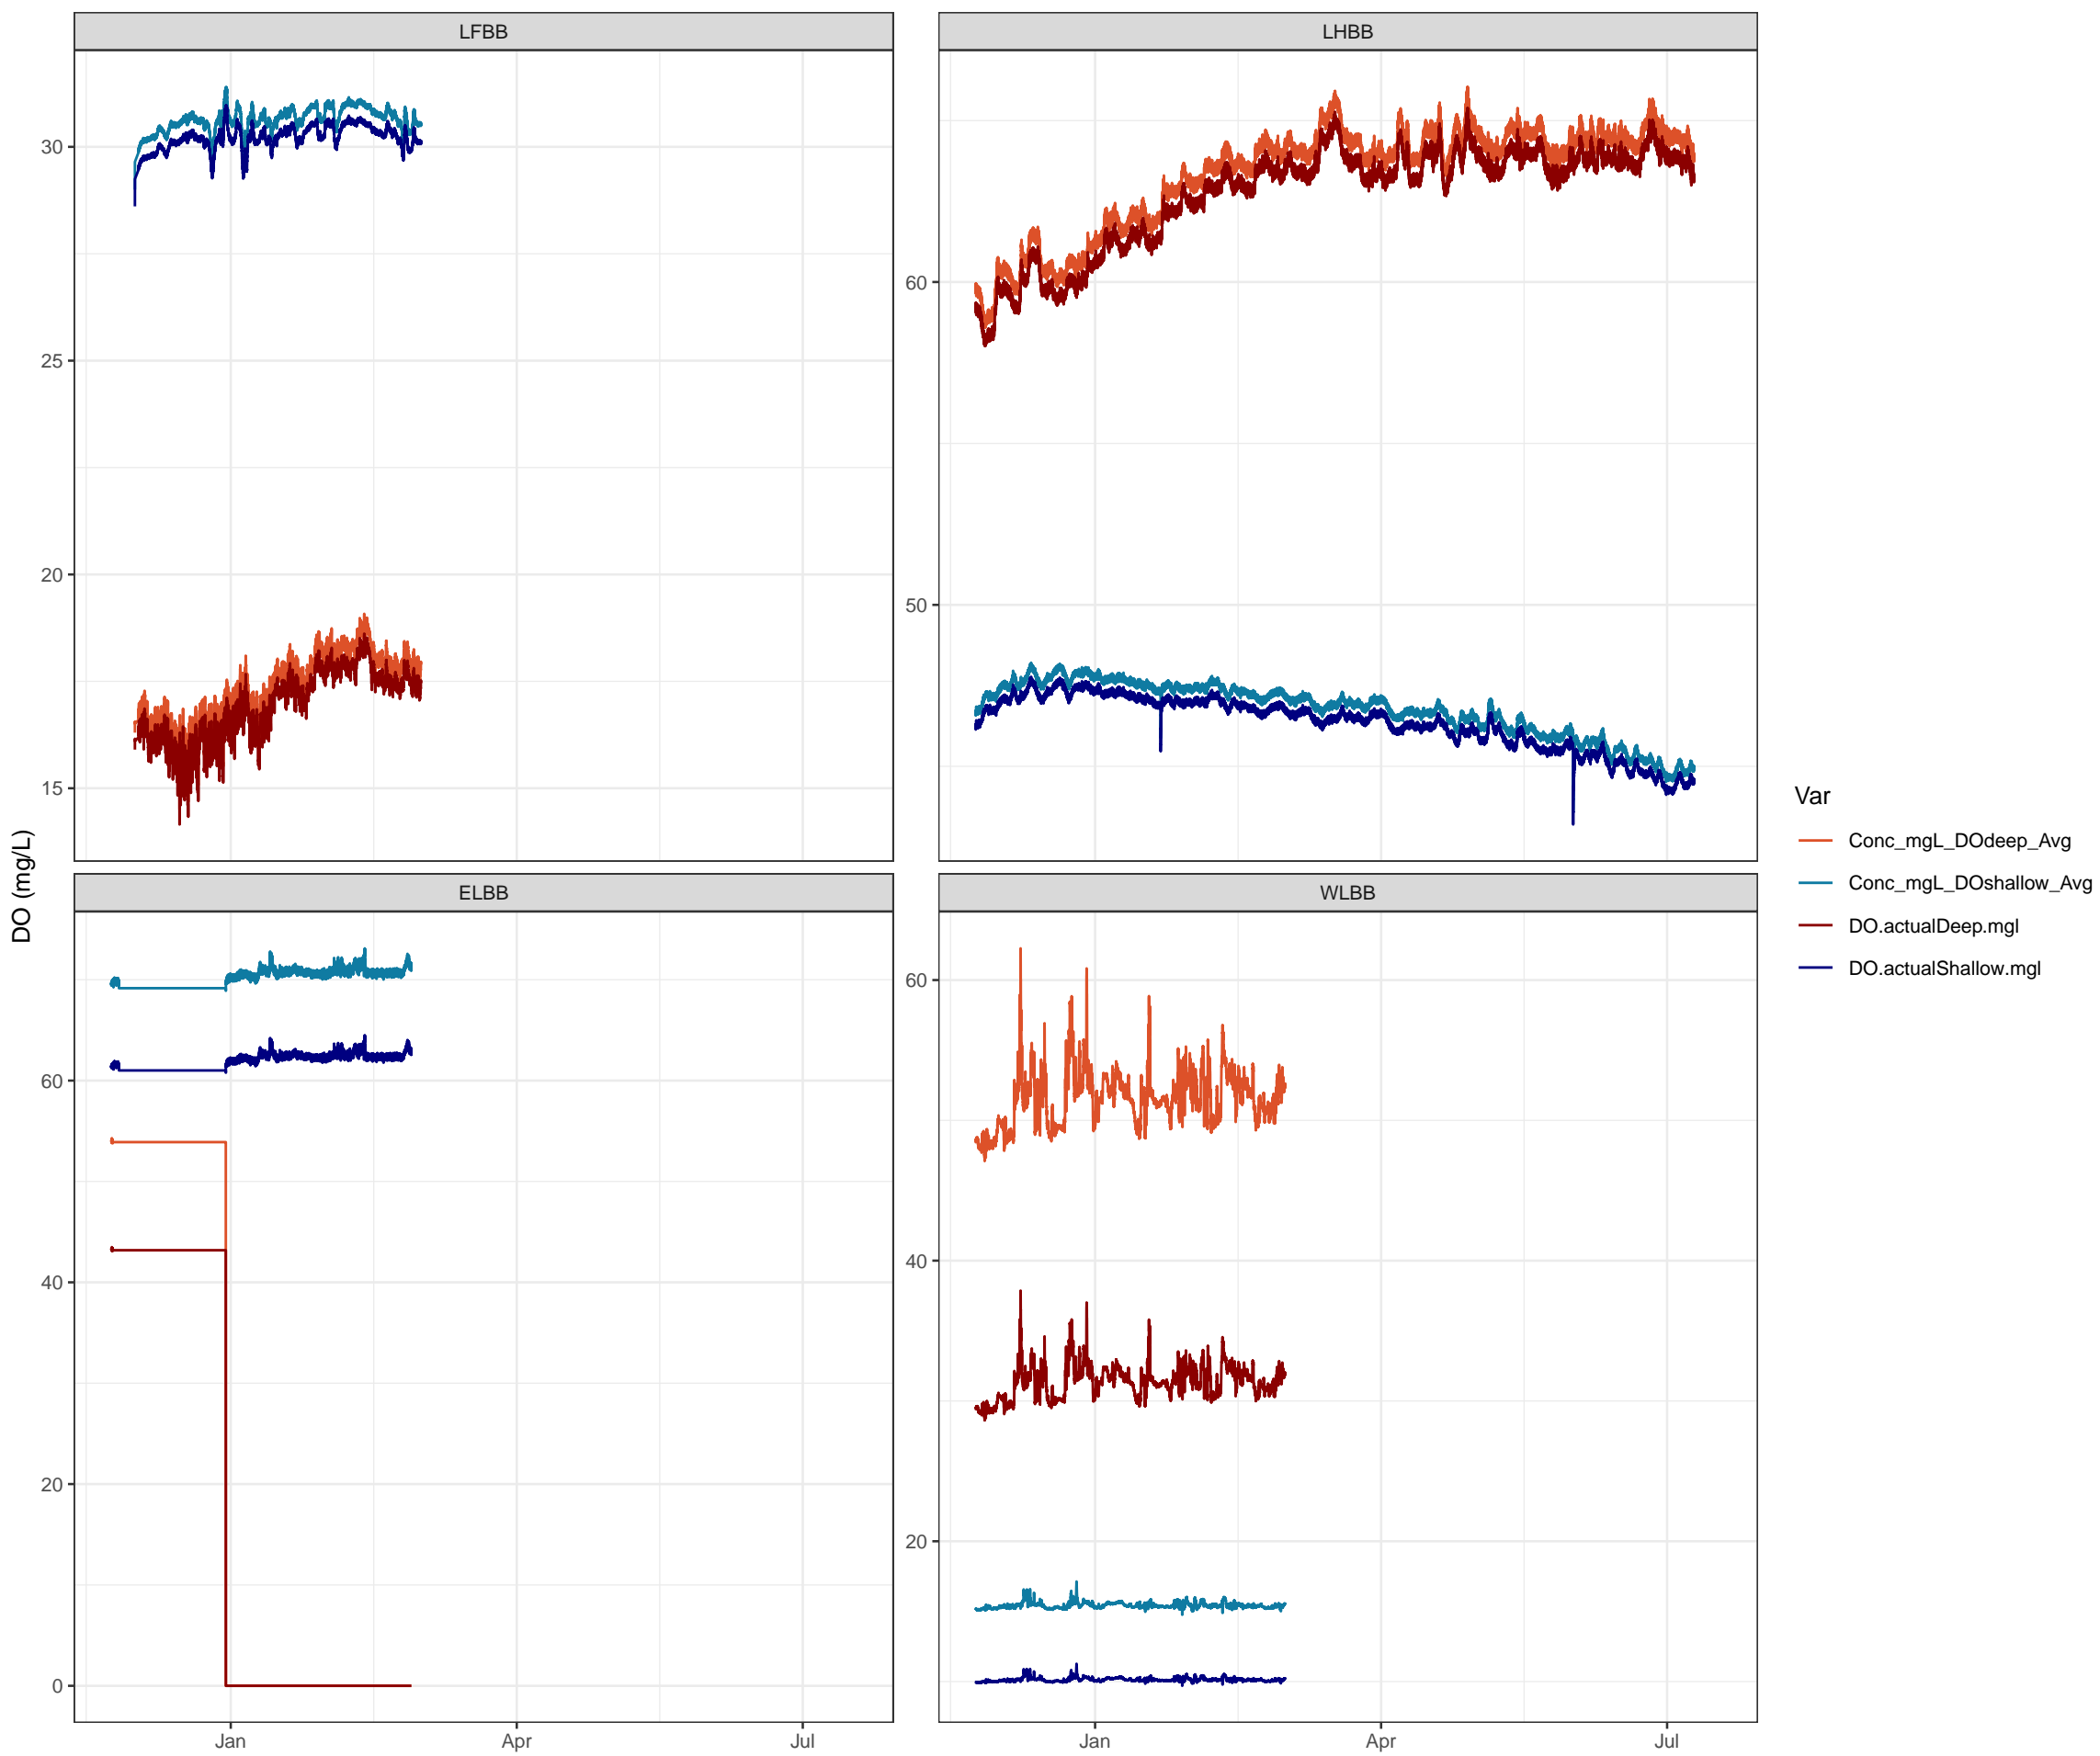 LFBB
LHBB
30
25
20
15
60
50
DO (mg/L)
ELBB
WLBB
60
40
20
0
60
40
20
Jan
Apr
Jul
Jan
Apr
Jul
Var
Conc_mgL_DOdeep_Avg
Conc_mgL_DOshallow_Avg
DO.actualDeep.mgl
DO.actualShallow.mgl